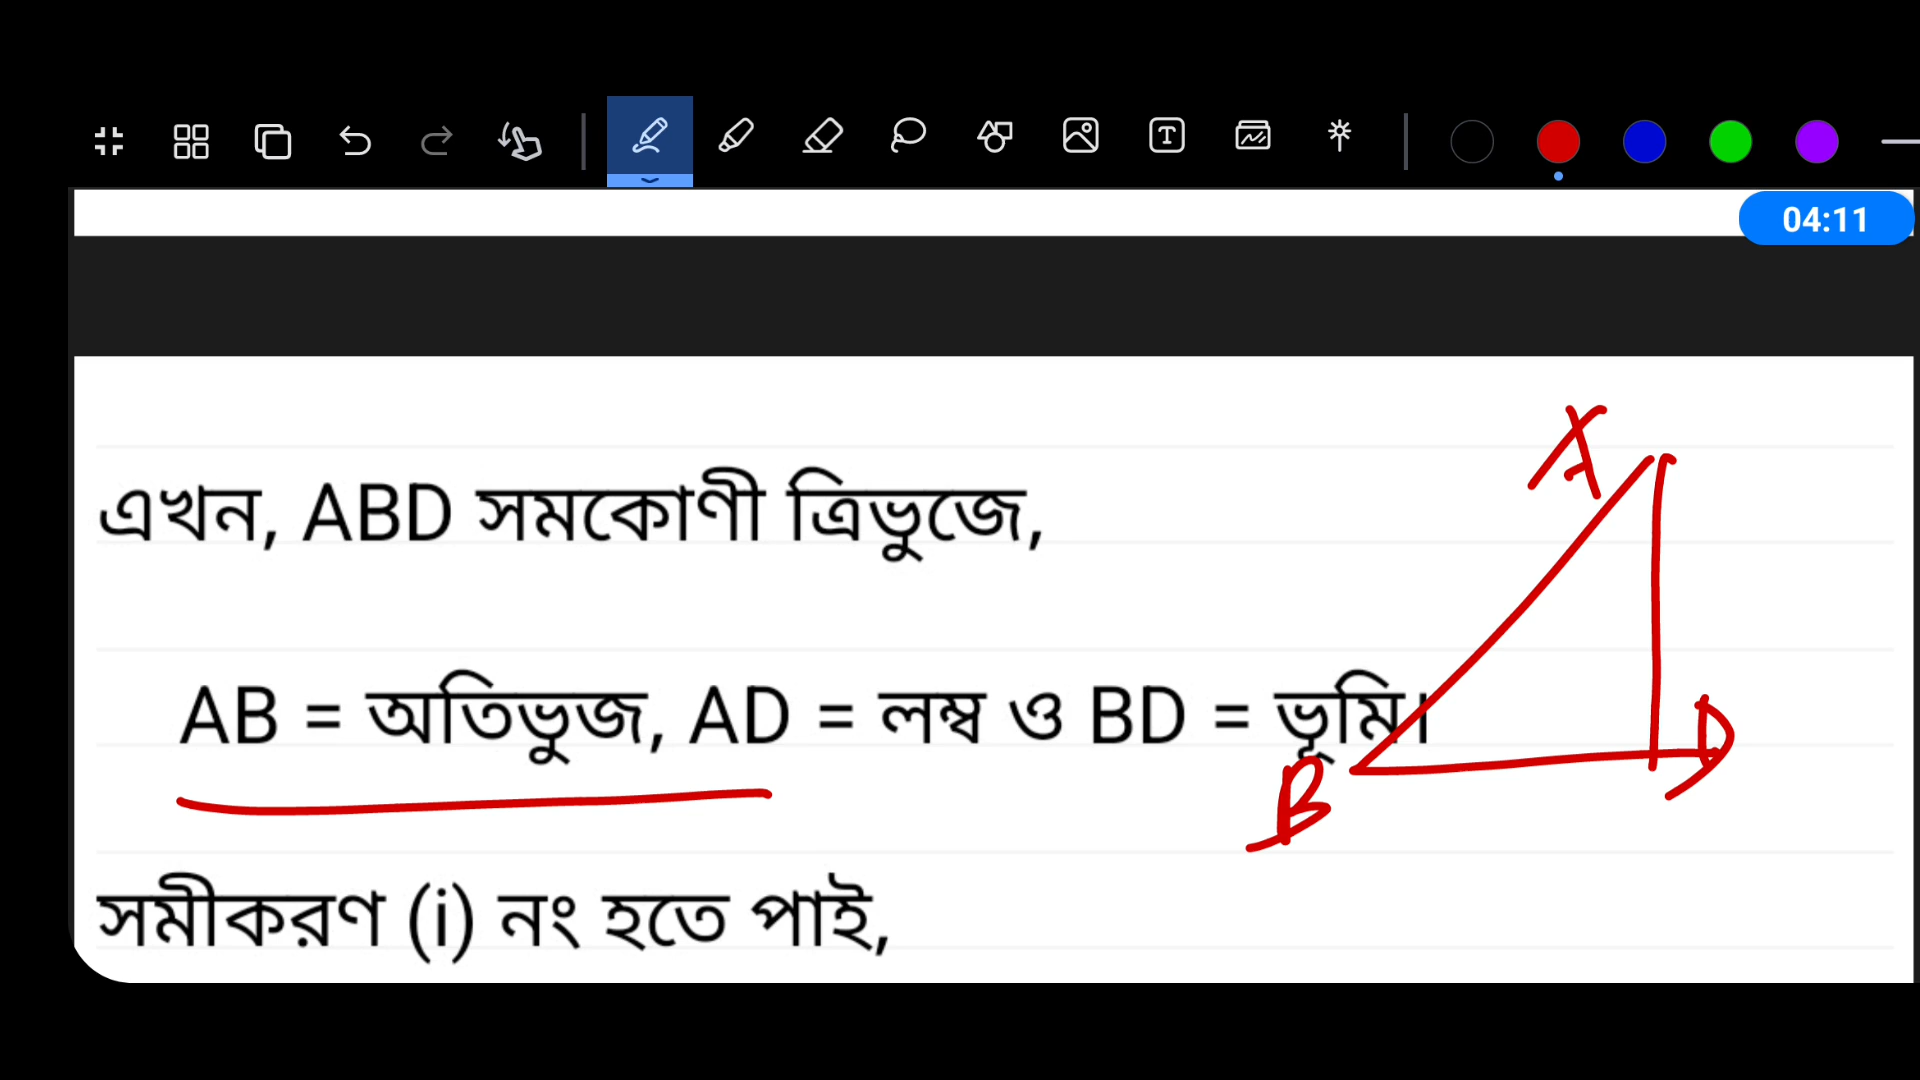 04:11
এখন, ABD সমকোণী ত্রিভুজে,
A
AB = অতিভুজ, AD = লম্ব ও BD = ভূমি।
B D
সমীকরণ (i) নং হতে পাই,